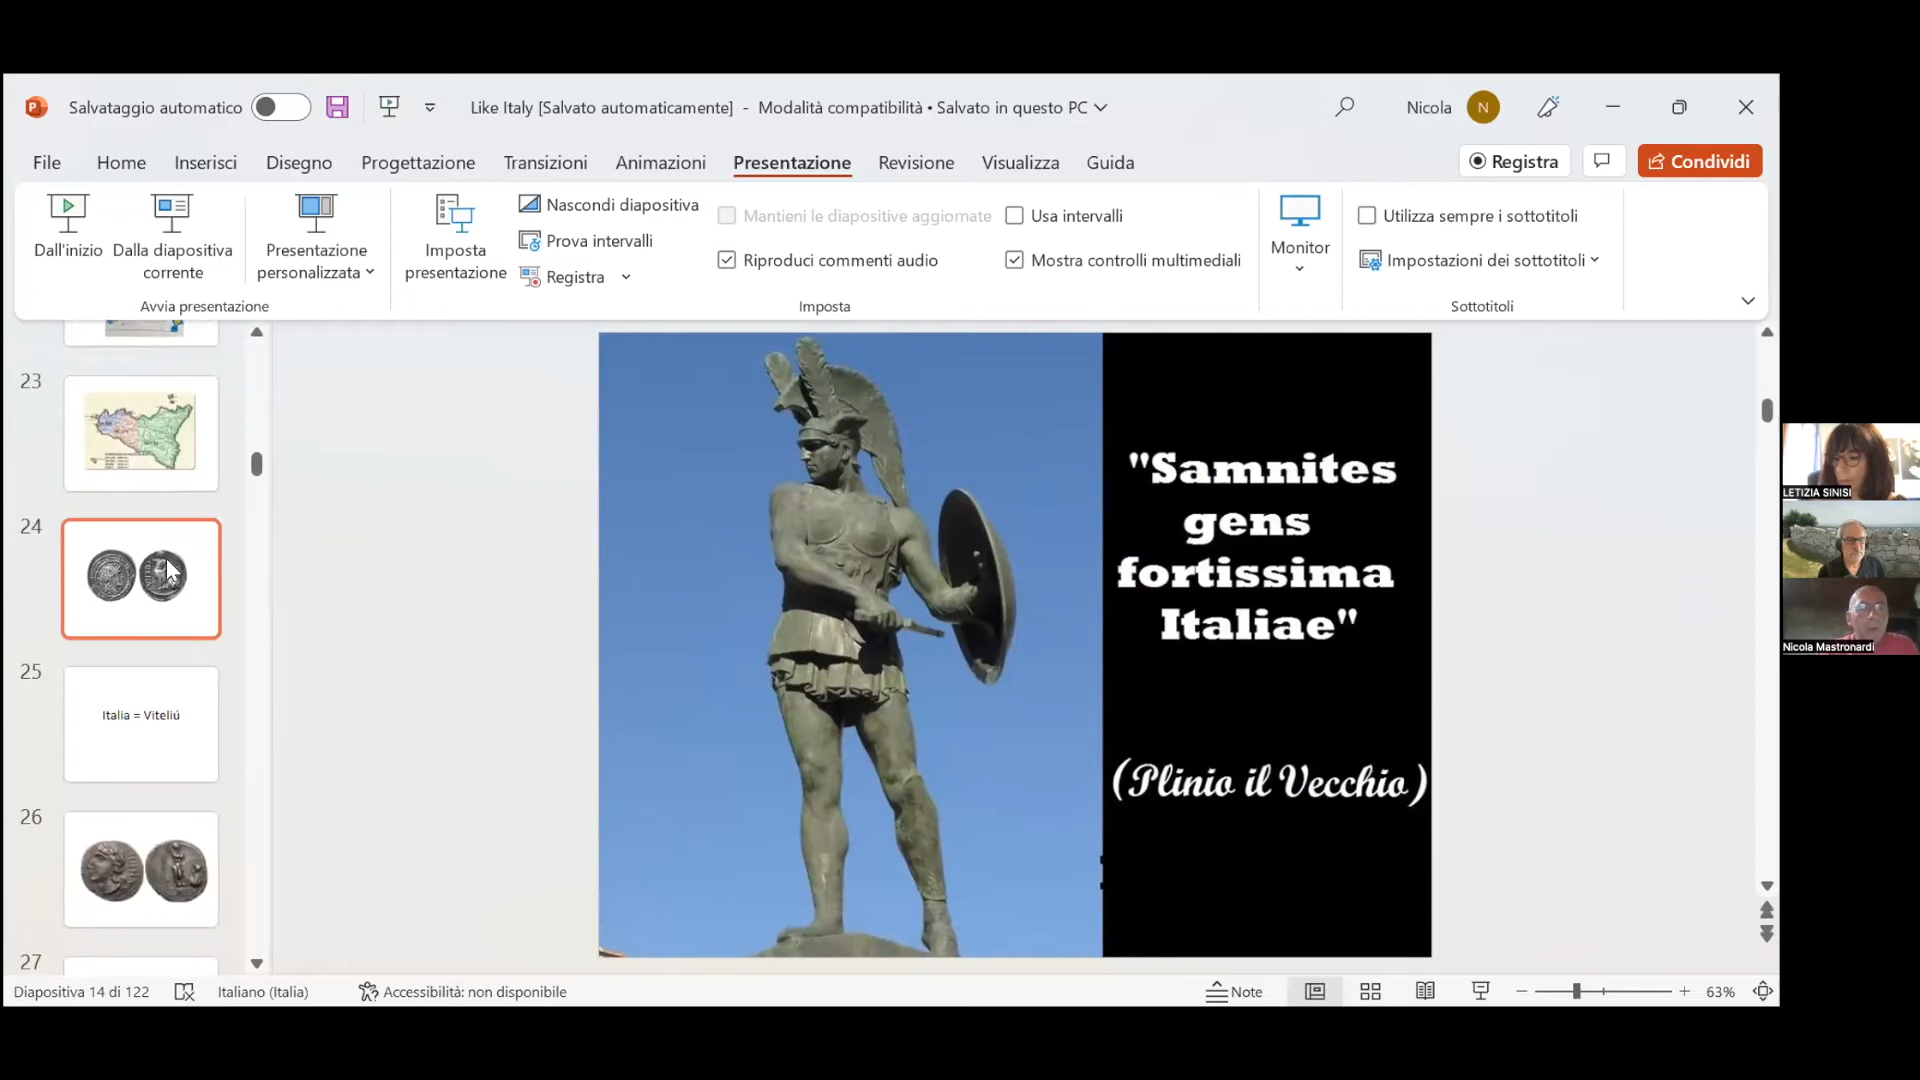 Salvataggio automatico
Like Italy [Salvato automaticamente] - Modalità compatibilità • Salvato in questo PC
Nicola
N
File Home Inserisci Disegno Progettazione Transizioni Animazioni Presentazione Revisione Visualizza Guida
Registra
Condividi
Dall'inizio
Dalla diapositiva
corrente
Presentazione
personalizzata
Avvia presentazione
Imposta
presentazione
Nascondi diapositiva
Prova intervalli
Registra
Mantieni le diapositive aggiornate
Riproduci commenti audio
Usa intervalli
Mostra controlli multimediali
Imposta
Monitor
Utilizza sempre i sottotitoli
Impostazioni dei sottotitoli
Sottotitoli
23
24
25
Italia = Viteliú
26
27
"Samnites
gens
fortissima
Italiae"
(Plinio il Vecchio)
LETIZIA SINISI
Nicola Mastronardi
Diapositiva 14 di 122
Italiano (Italia)
Accessibilità: non disponibile
Note
63%